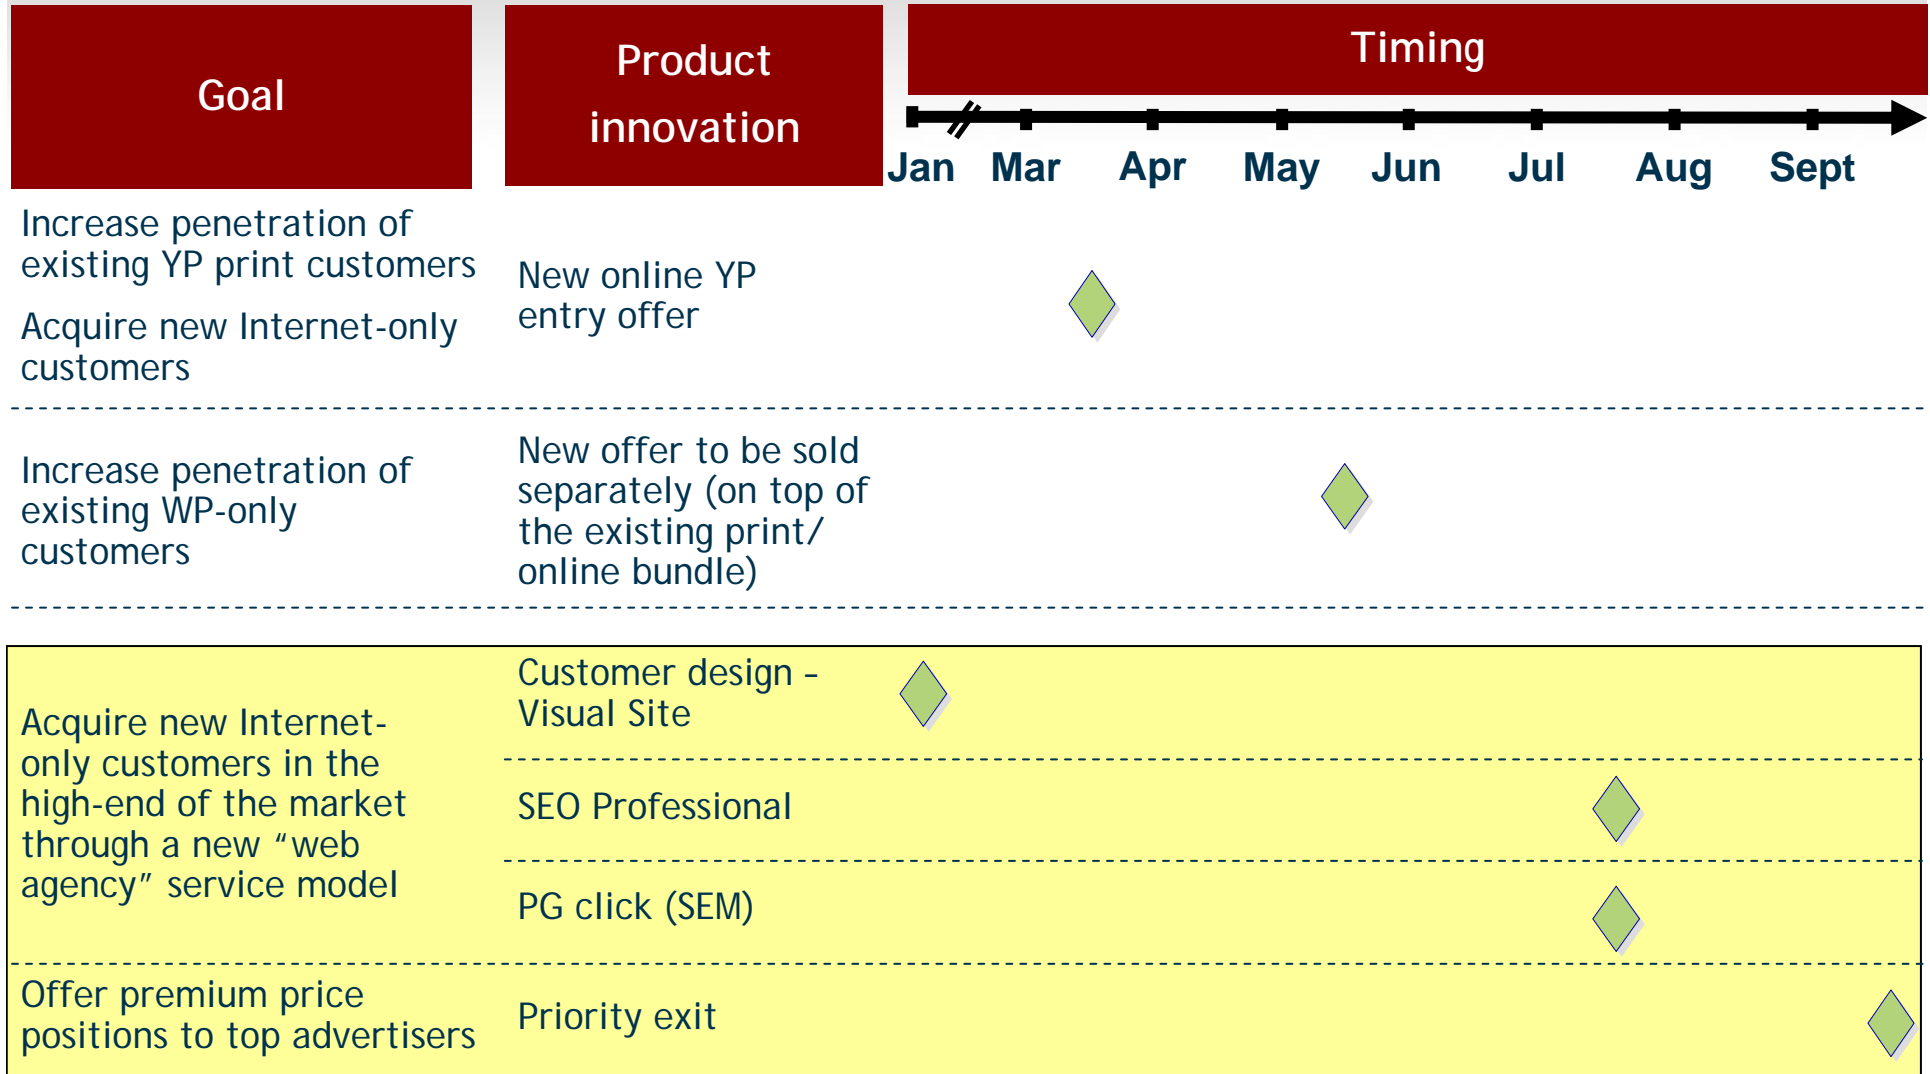 Goal
Product
innovation
Timing
Jan Mar Apr May Jun Jul Aug Sept
Increase penetration of
existing YP print customers
Acquire new Internet-only
customers
New online YP
entry offer
Increase penetration of
existing WP-only
customers
New offer to be sold
separately (on top of
the existing print/
online bundle)
Acquire new Internet-
only customers in the
high-end of the market
through a new “web
agency” service model
Customer design –
Visual Site
SEO Professional
PG click (SEM)
Offer premium price
positions to top advertisers
Priority exit